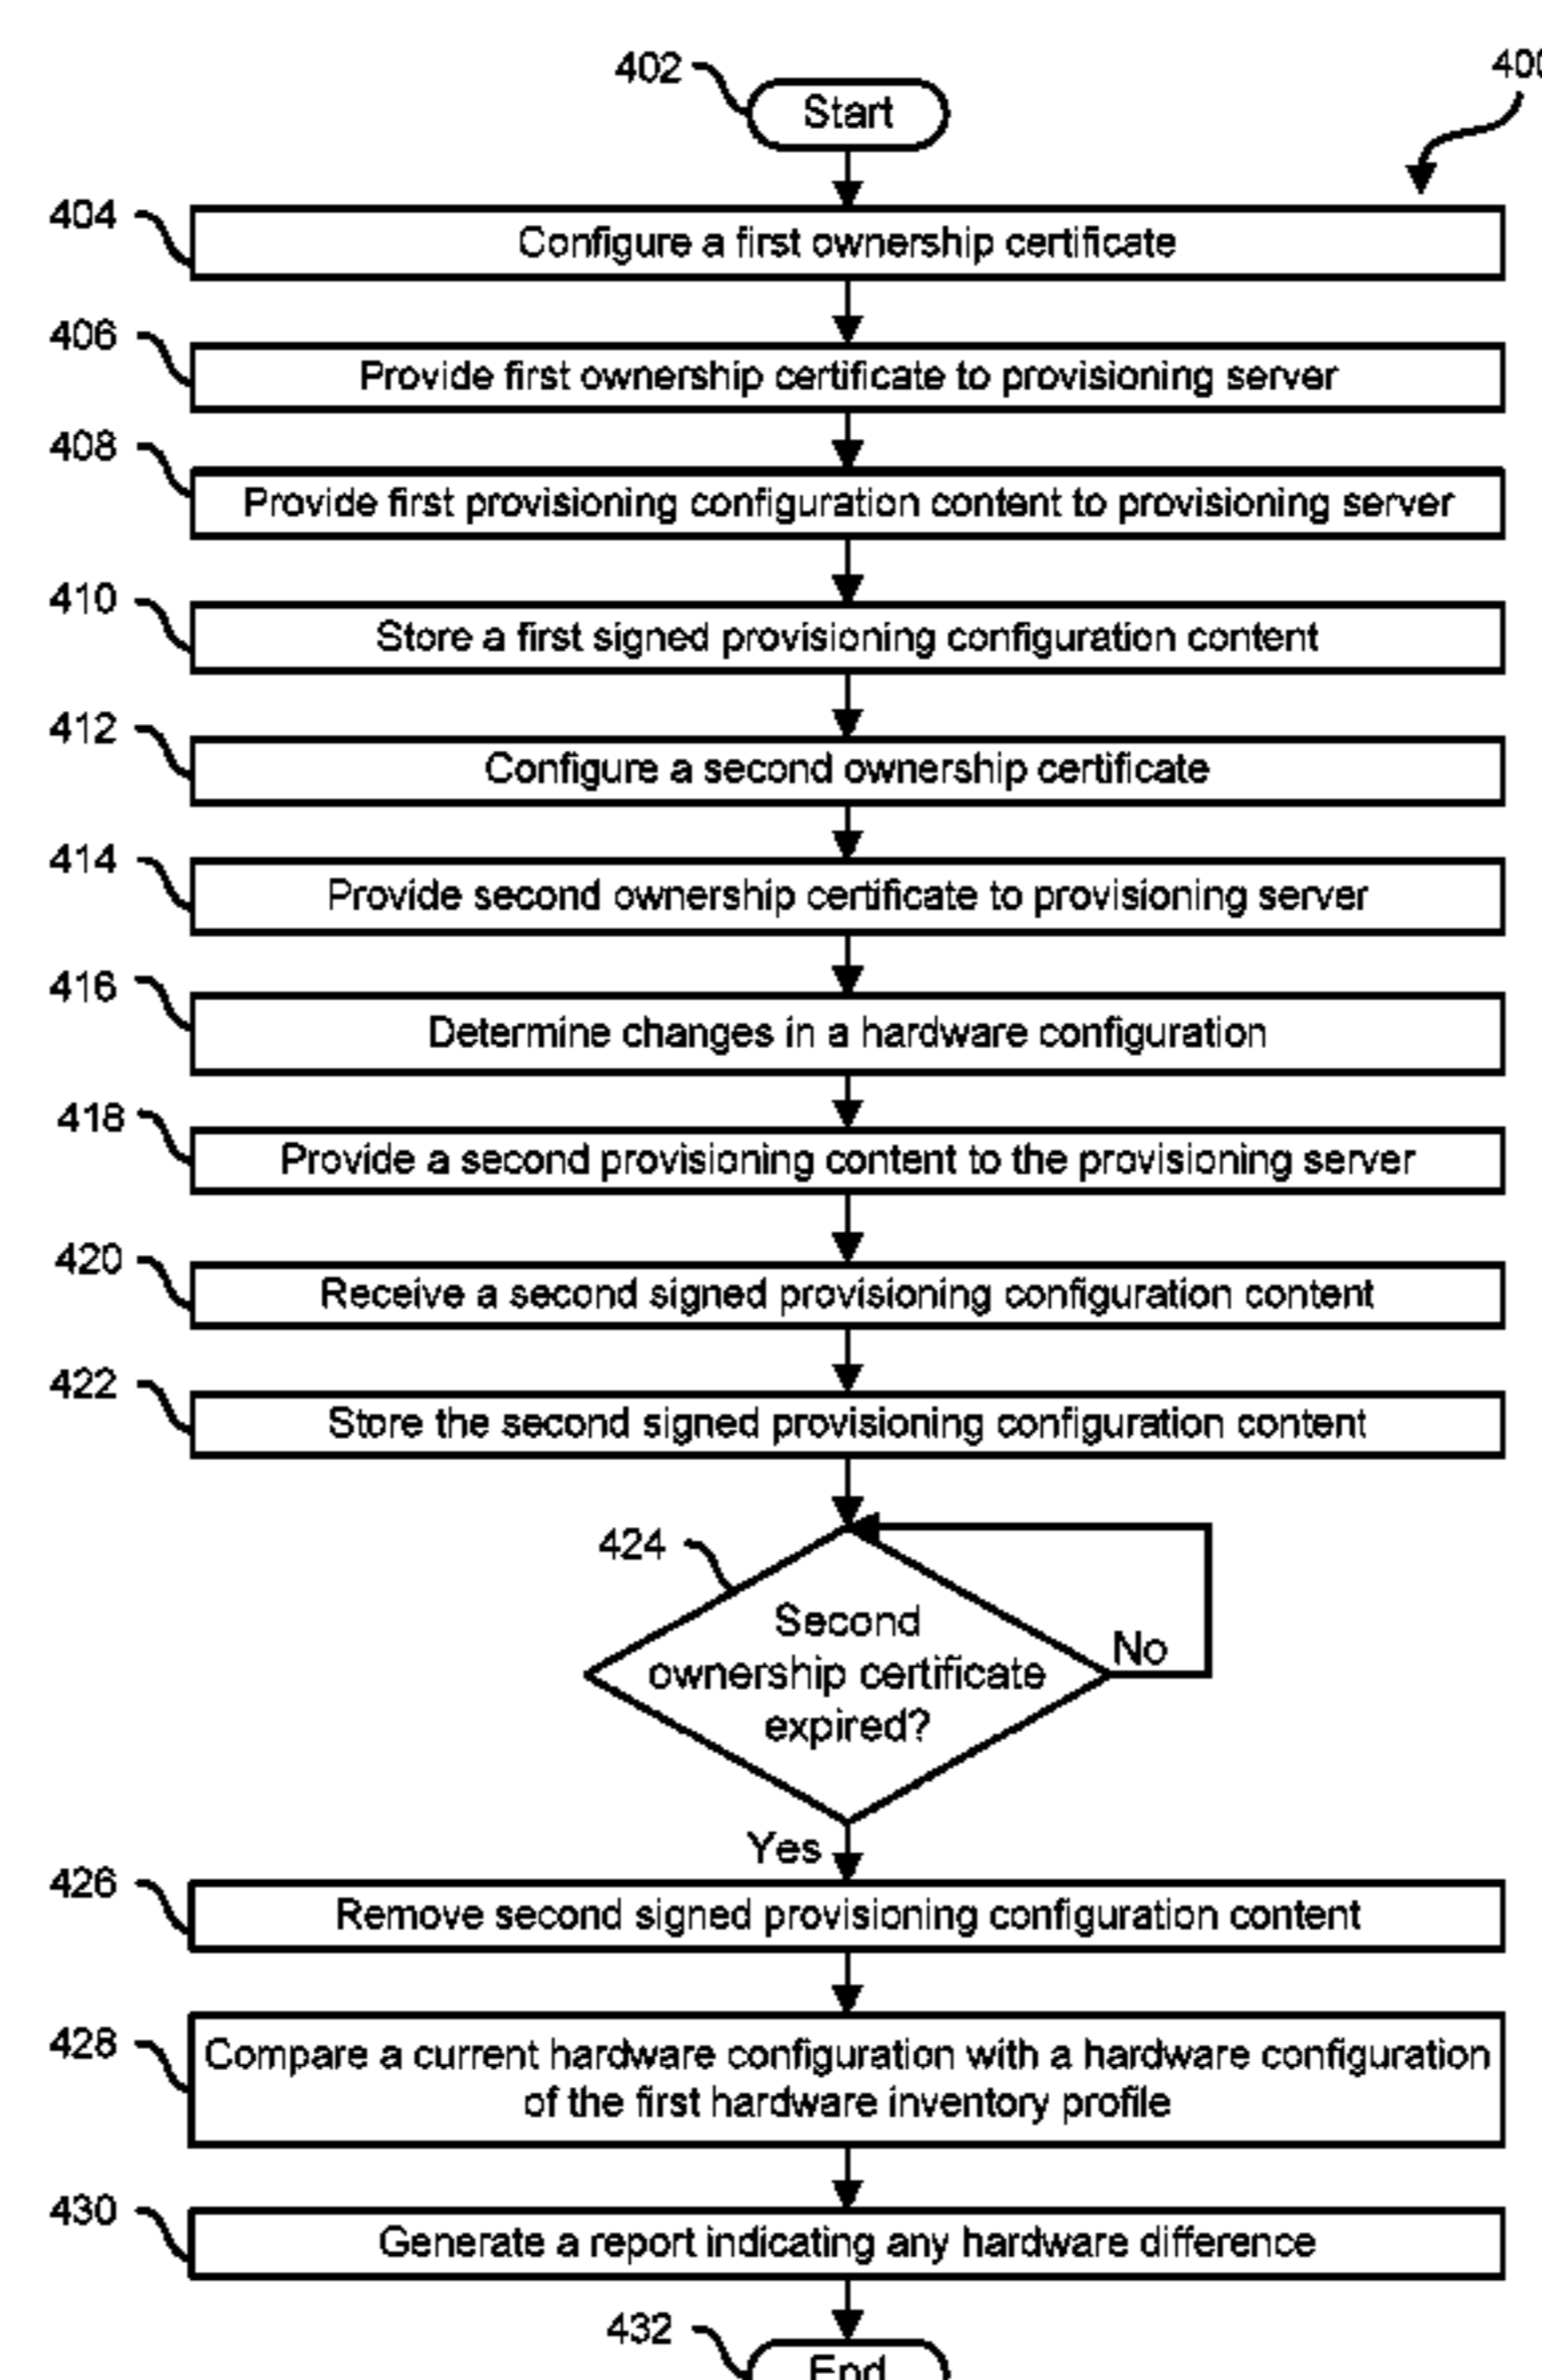 402
Start
400
404
Configure a first ownership certificate
406
Provide first ownership certificate to provisioning server
408
Provide first provisioning configuration content to provisioning server
410
Store a first signed provisioning configuration content
412
Configure a second ownership certificate
414
Provide second ownership certificate to provisioning server
416
Determine changes in a hardware configuration
418
Provide a second provisioning content to the provisioning server
420
Receive a second signed provisioning configuration content
422
Store the second signed provisioning configuration content
424
Second
ownership certificate
expired?
No
Yes
426
Remove second signed provisioning configuration content
428
Compare a current hardware configuration with a hardware configuration
of the first hardware inventory profile
430
Generate a report indicating any hardware difference
432
End